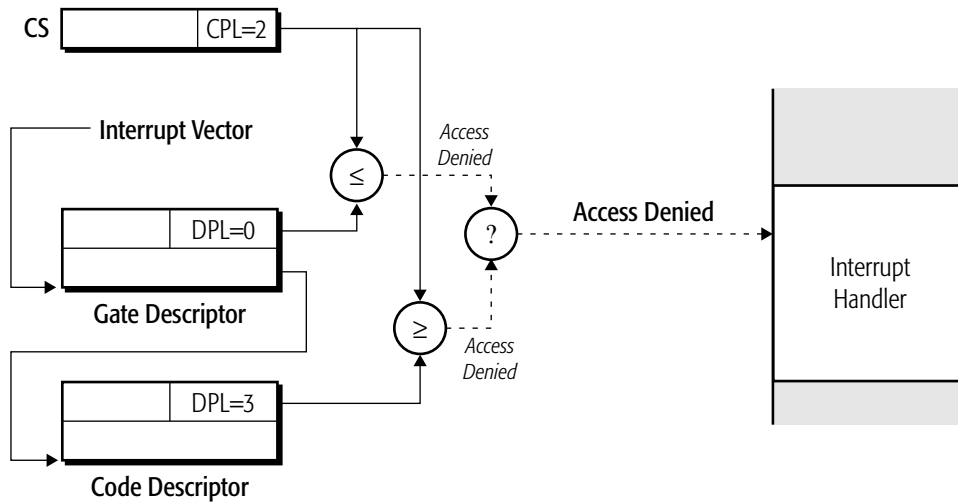 CS
CPL=2
Interrupt Vector
Access
Denied
≤
DPL=0
?
Access Denied
Interrupt
Handler
Gate Descriptor
≥
Access
Denied
DPL=3
Code Descriptor